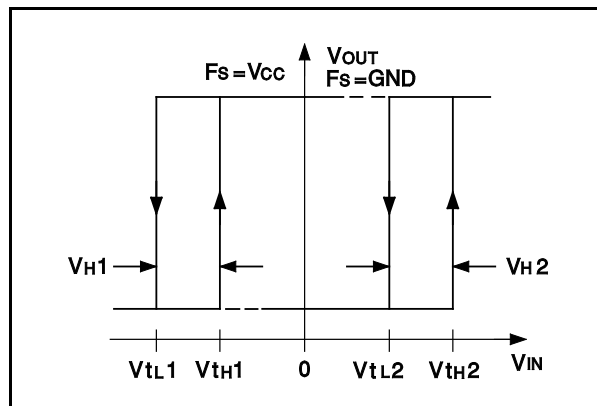 VOUT
Fs=VCC
Fs=GND
VH1
VH2
VtL1 VtH1 0 VtL2 VtH2
VIN